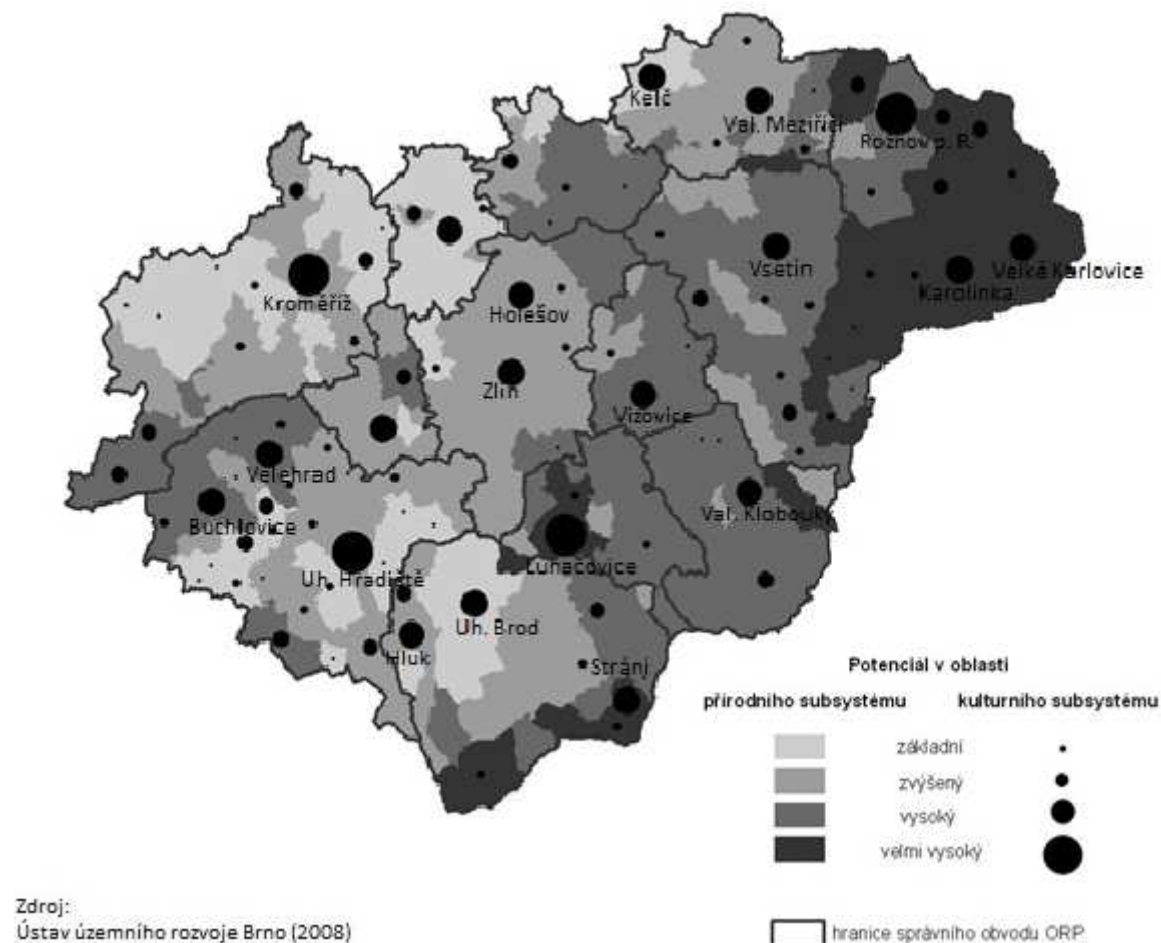 Kelč
Val. Meziříčí
Rožnov p. R.
Vsetín
Velké Karlovice
Karolinka
Kroměříž
Holešov
Zlín
Vizovice
Velehrad
Buchlovice
Val. Klobouky
Uh. Hradiště
Luhačovice
Uh. Brod
Hluk
Strání
Potenciál v oblasti
přírodního subsystému kulturního subsystému
základní
zvýšený
vysoký
velmi vysoký
Zdroj:
Ústav územního rozvoje Brno (2008)
hranice správního obvodu ORP